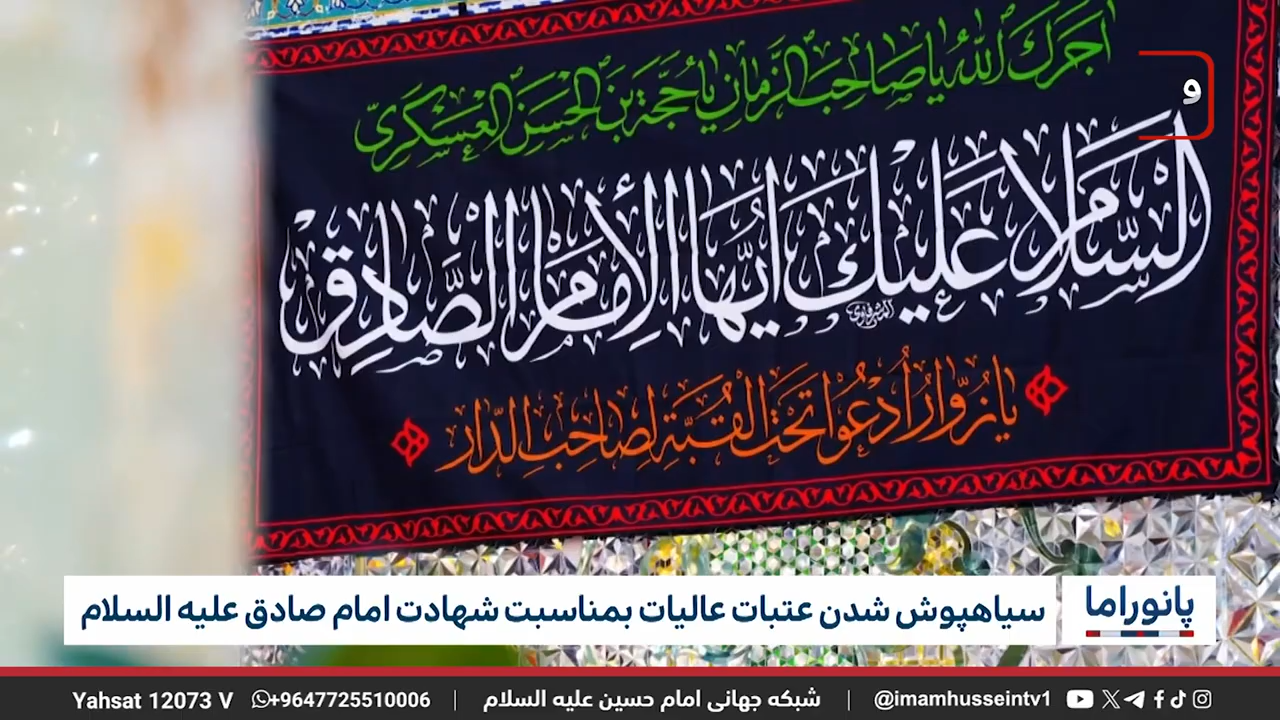 و
أجرك الله يا صاحب الزمان يا حجة بن الحسن العسكري
السلام عليك أيها الإمام الصادق
يا زوار ادعوا تحت القبة لصاحب الدار
پانوراما
سیاهپوش شدن عتبات عالیات بمناسبت شهادت امام صادق علیه السلام
@imamhusseintv1 | شبکه جهانی امام حسین علیه السلام | +9647725510006 Yahsat 12073 V